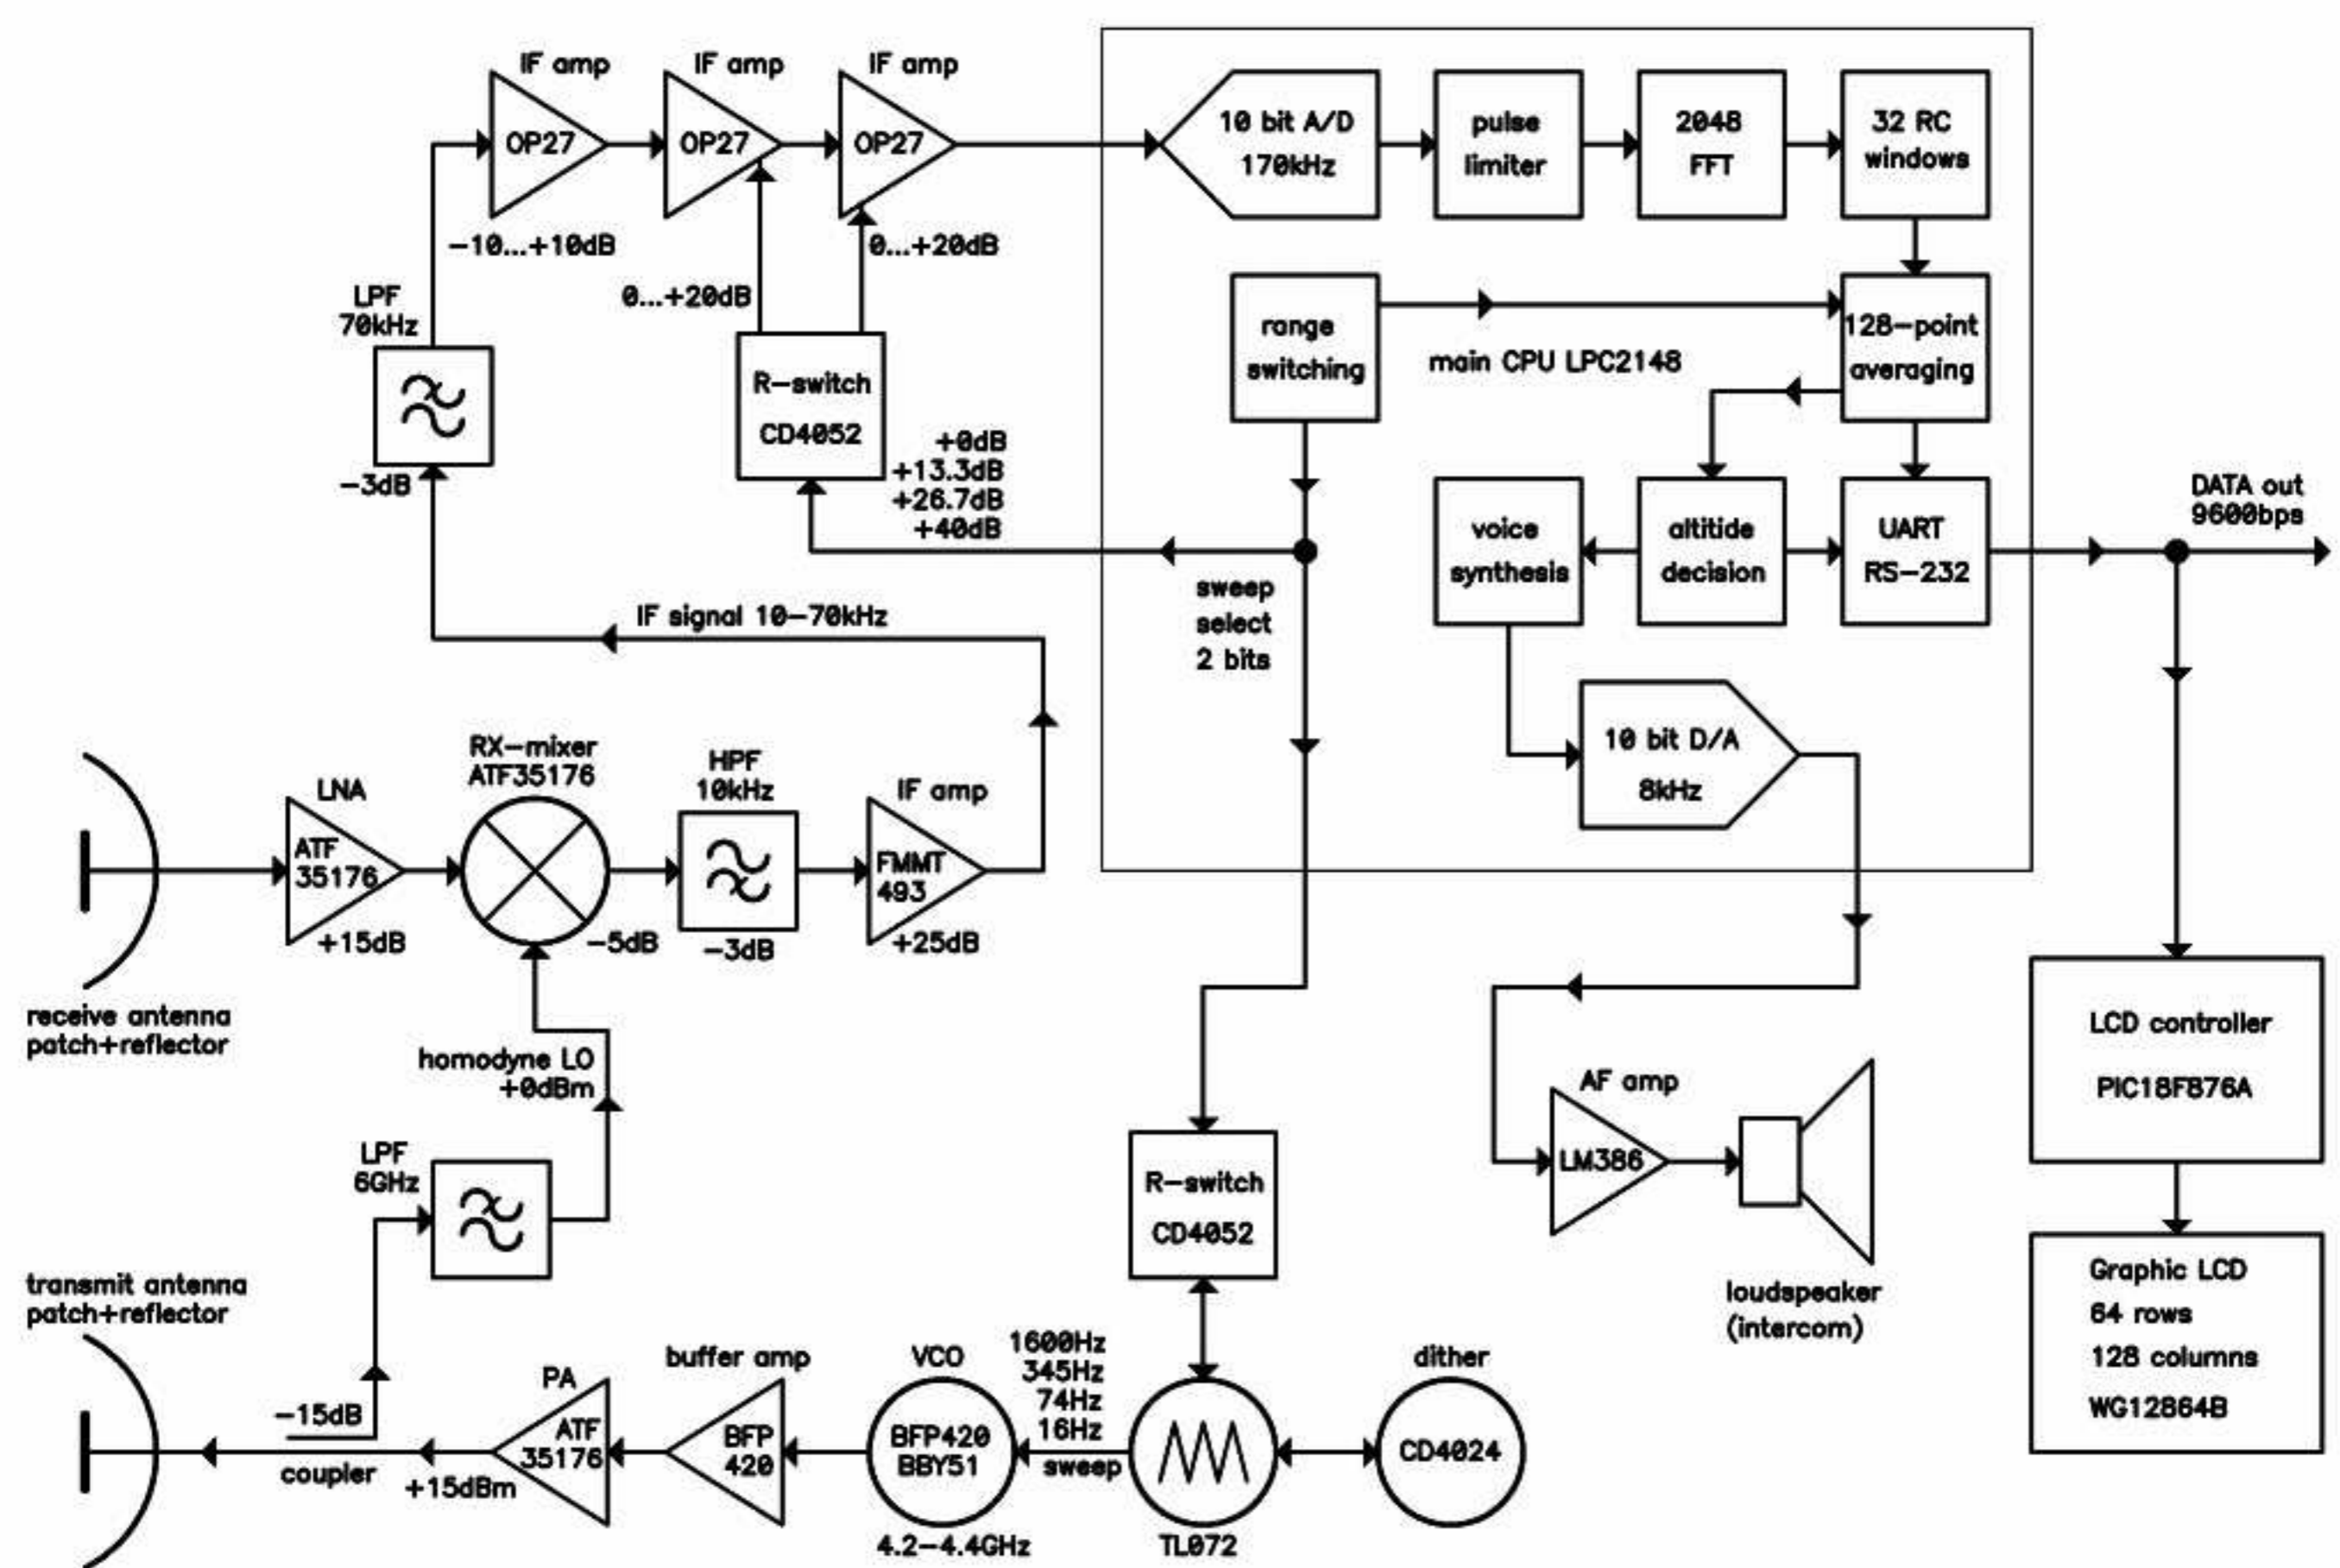 IF amp
IF amp
IF amp
OP27
OP27
OP27
-10...+10dB
0...+20dB
0...+20dB
10 bit A/D
170kHz
pulse
limiter
2048
FFT
32 RC
windows
LPF
70kHz
-3dB
R-switch
CD4052
+0dB
+13.3dB
+26.7dB
+40dB
range
switching
main CPU LPC2148
128-point
averaging
voice
synthesis
altitide
decision
UART
RS-232
DATA out
9600bps
sweep
select
2 bits
IF signal 10-70kHz
10 bit D/A
8kHz
LNA
ATF
35176
+15dB
RX-mixer
ATF35176
-5dB
HPF
10kHz
-3dB
IF amp
FMMT
493
+25dB
receive antenna
patch+reflector
homodyne LO
+0dBm
LPF
6GHz
R-switch
CD4052
AF amp
LM386
loudspeaker
(intercom)
LCD controller
PIC18F876A
Graphic LCD
64 rows
128 columns
WG12864B
transmit antenna
patch+reflector
-15dB
coupler
+15dBm
PA
ATF
35176
buffer amp
BFP
420
VCO
BFP420
BBY51
4.2-4.4GHz
1600Hz
345Hz
74Hz
16Hz
sweep
TL072
dither
CD4024